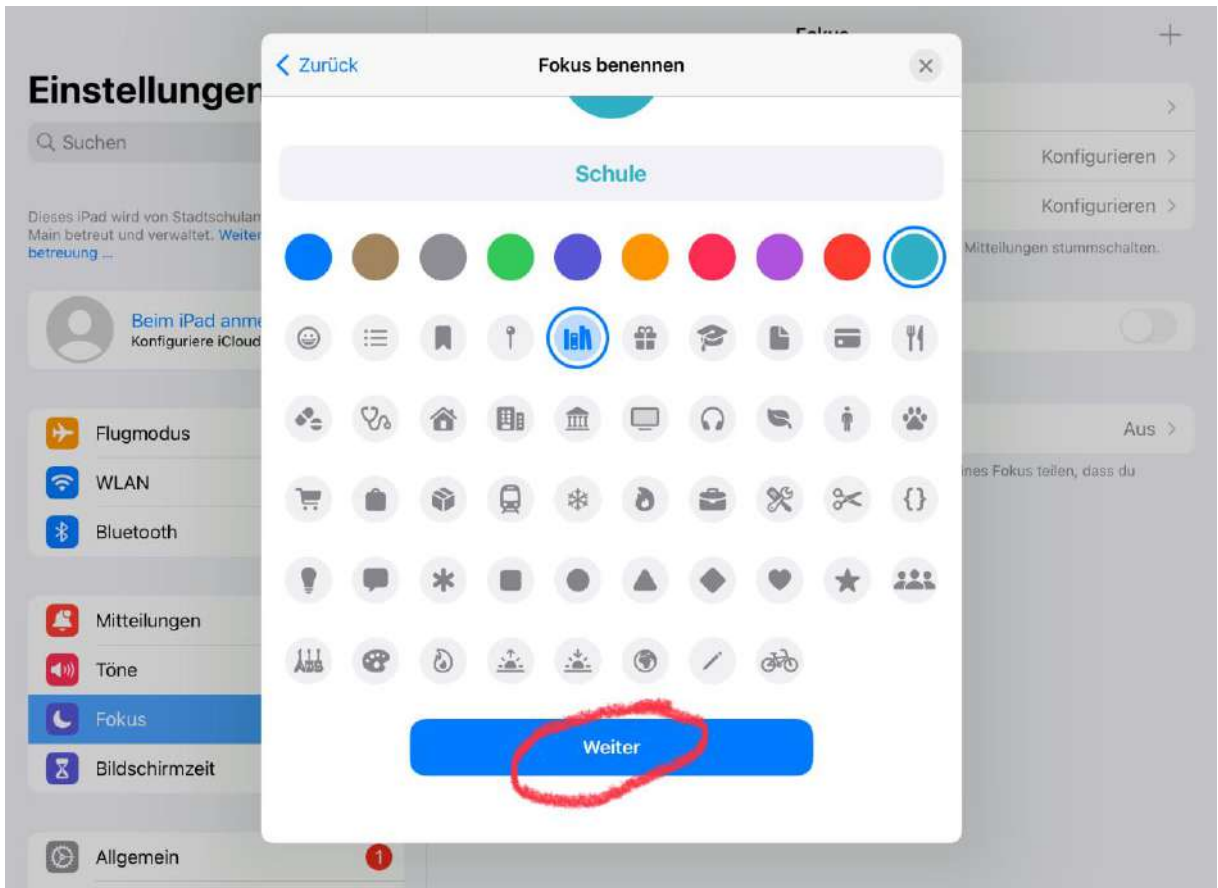 Fokus
Einstellungen
Suchen
Dieses iPad wird von Stadtschulam
Main betreut und verwaltet. Weiter
betreuung ...
Beim iPad anme
Konfiguriere iCloud
Flugmodus
WLAN
Bluetooth
Mitteilungen
Töne
Fokus
Bildschirmzeit
Allgemein
1
Zurück
Fokus benennen
Schule
Weiter
Konfigurieren
Konfigurieren
Mitteilungen stummschalten.
Aus
ines Fokus teilen, dass du